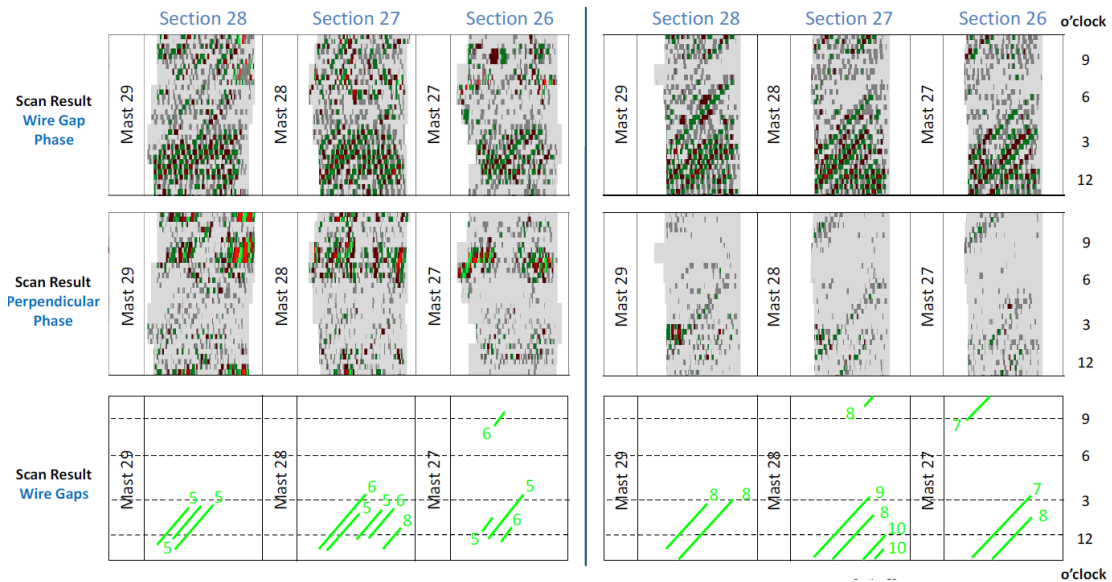 Section 28
Section 27
Section 26
Section 28
Section 27
Section 26
o'clock
Scan Result
Wire Gap
Phase
Mast 29
Mast 28
Mast 27
Mast 29
Mast 28
Mast 27
9
6
3
12
Scan Result
Perpendicular
Phase
Mast 29
Mast 28
Mast 27
Mast 29
Mast 28
Mast 27
9
6
3
12
Scan Result
Wire Gaps
Mast 29
5
5
5
Mast 28
6
5
5
6
8
Mast 27
6
5
5
6
Mast 29
8
8
Mast 28
8
9
8
10
10
Mast 27
7
7
8
9
6
3
12
o'clock